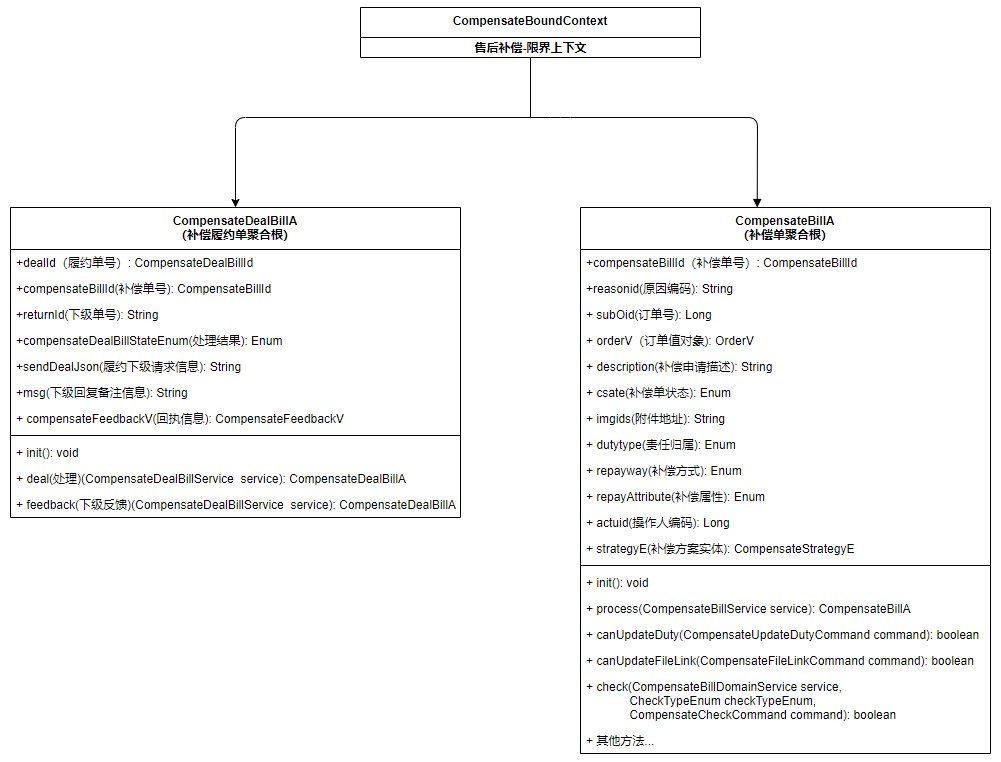 CompensateBoundContext
售后补偿-限界上下文
CompensateDealBillA
(补偿履约单聚合根)
+dealId（履约单号）: CompensateDealBillId
+compensateBillId(补偿单号): CompensateBillId
+returnId(下级单号): String
+compensateDealBillStateEnum(处理结果): Enum
+sendDealJson(履约下级请求信息): String
+msg(下级回复备注信息): String
+ compensateFeedbackV(回执信息): CompensateFeedbackV
+ init(): void
+ deal(处理)(CompensateDealBillService service): CompensateDealBillA
+ feedback(下级反馈)(CompensateDealBillService service): CompensateDealBillA
CompensateBillA
(补偿单聚合根)
+compensateBillId（补偿单号）: CompensateBillId
+reasonid(原因编码): String
+ subOid(订单号): Long
+ orderV（订单值对象): OrderV
+ description(补偿申请描述): String
+ csate(补偿单状态): Enum
+ imgids(附件地址): String
+ dutytype(责任归属): Enum
+ repayway(补偿方式): Enum
+ repayAttribute(补偿属性): Enum
+ actuid(操作人编码): Long
+ strategyE(补偿方案实体): CompensateStrategyE
+ init(): void
+ process(CompensateBillService service): CompensateBillA
+ canUpdateDuty(CompensateUpdateDutyCommand command): boolean
+ canUpdateFileLink(CompensateFileLinkCommand command): boolean
+ check(CompensateBillDomainService service,
CheckTypeEnum checkTypeEnum,
CompensateCheckCommand command): boolean
+ 其他方法...